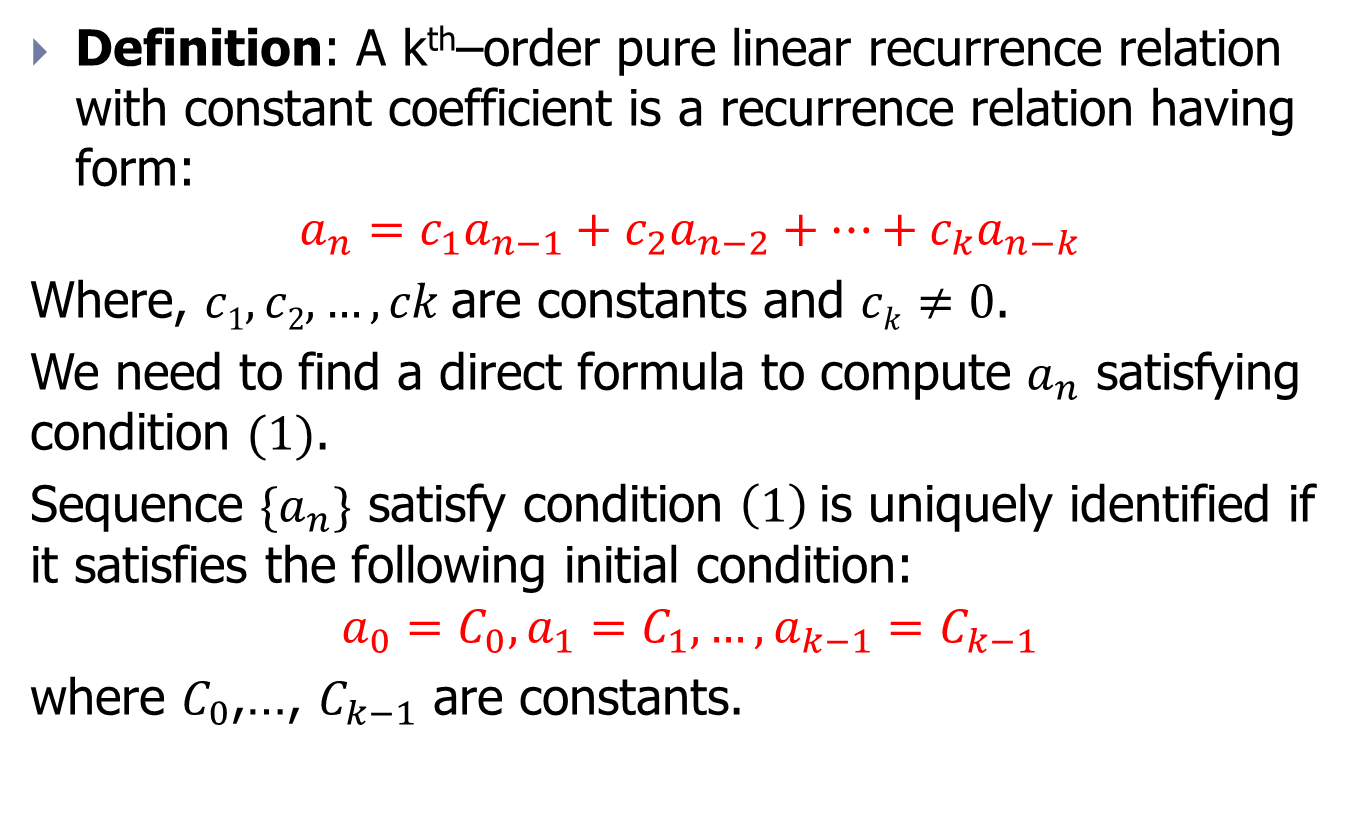 Definition: A kᵗʰ–order pure linear recurrence relation
with constant coefficient is a recurrence relation having
form:
aₙ = c₁aₙ₋₁ + c₂aₙ₋₂ + ⋯ + cₖaₙ₋ₖ
Where, c₁, c₂, … , ck are constants and cₖ ≠ 0.
We need to find a direct formula to compute aₙ satisfying
condition (1).
Sequence {aₙ} satisfy condition (1) is uniquely identified if
it satisfies the following initial condition:
a₀ = C₀, a₁ = C₁, … , aₖ₋₁ = Cₖ₋₁
where C₀,…, Cₖ₋₁ are constants.